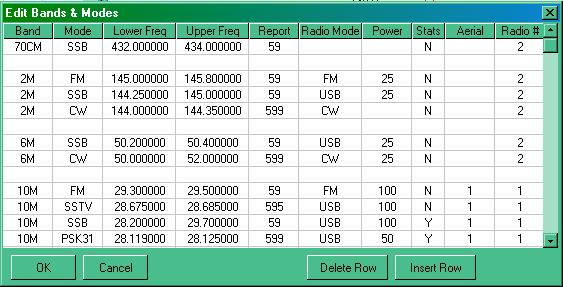 Edit Bands & Modes
Band Mode Lower Freq Upper Freq Report Radio Mode Power Stats Aerial Radio #
70CM SSB 432.000000 434.000000 59 N 2
2M FM 145.000000 145.800000 59 FM 25 N 2
2M SSB 144.250000 145.000000 59 USB 25 N 2
2M CW 144.000000 144.350000 599 CW N 2
6M SSB 50.200000 50.400000 59 USB 25 N 2
6M CW 50.000000 52.000000 599 CW 25 N 2
10M FM 29.300000 29.500000 59 FM 100 N 1 1
10M SSTV 28.675000 28.685000 595 USB 100 N 1 1
10M SSB 28.200000 29.700000 59 USB 100 Y 1 1
10M PSK31 28.119000 28.125000 599 USB 50 Y 1 1
OK Cancel Delete Row Insert Row